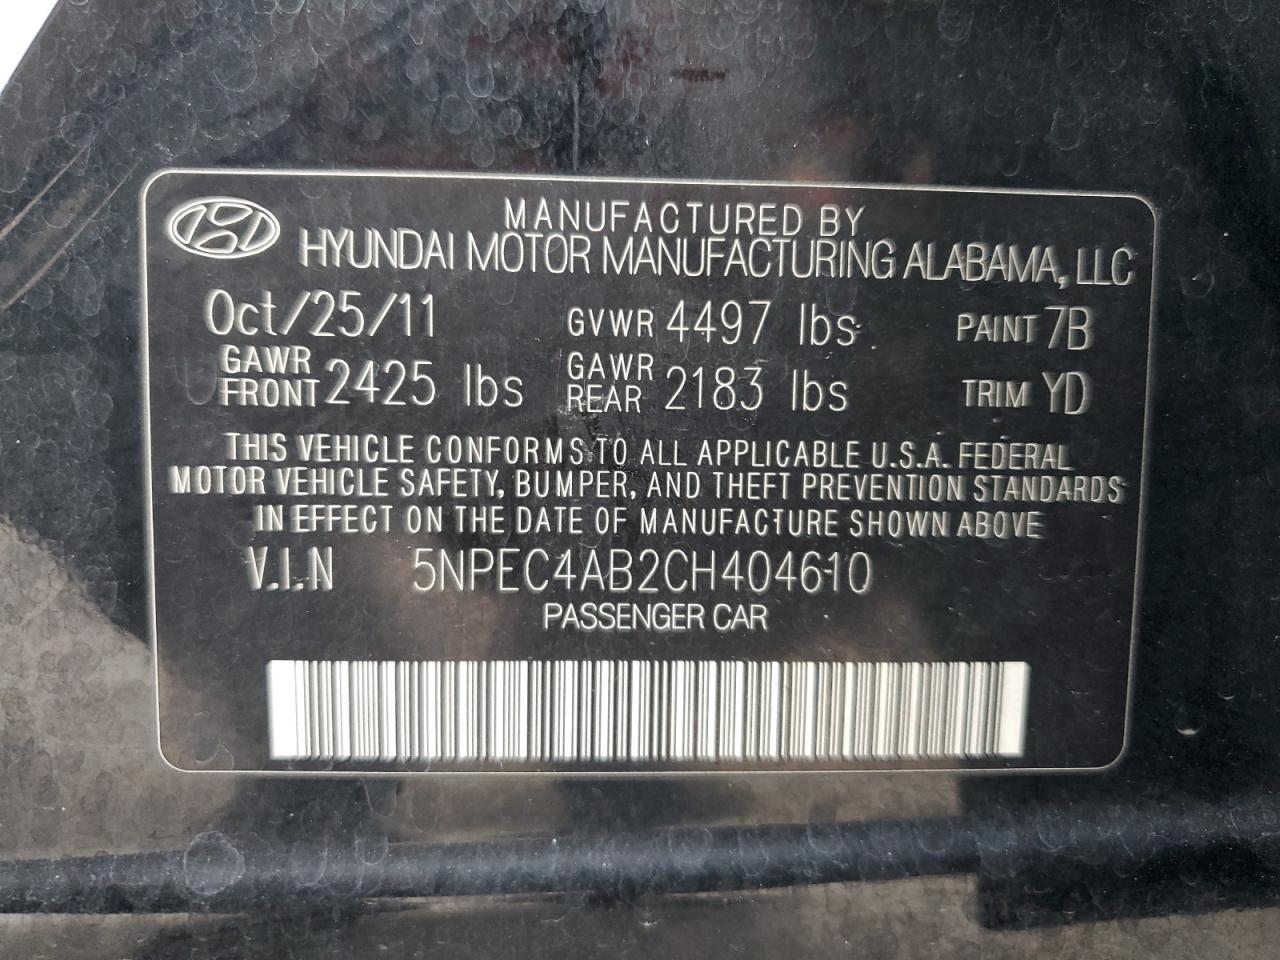 MANUFACTURED BY
HYUNDAI MOTOR MANUFACTURING ALABAMA, LLC
Oct/25/11 GVWR 4497 lbs PAINT 7B
GAWR FRONT 2425 lbs GAWR REAR 2183 lbs TRIM YD
THIS VEHICLE CONFORMS TO ALL APPLICABLE U.S.A. FEDERAL
MOTOR VEHICLE SAFETY, BUMPER, AND THEFT PREVENTION STANDARDS
IN EFFECT ON THE DATE OF MANUFACTURE SHOWN ABOVE
V.I.N 5NPEC4AB2CH404610
PASSENGER CAR